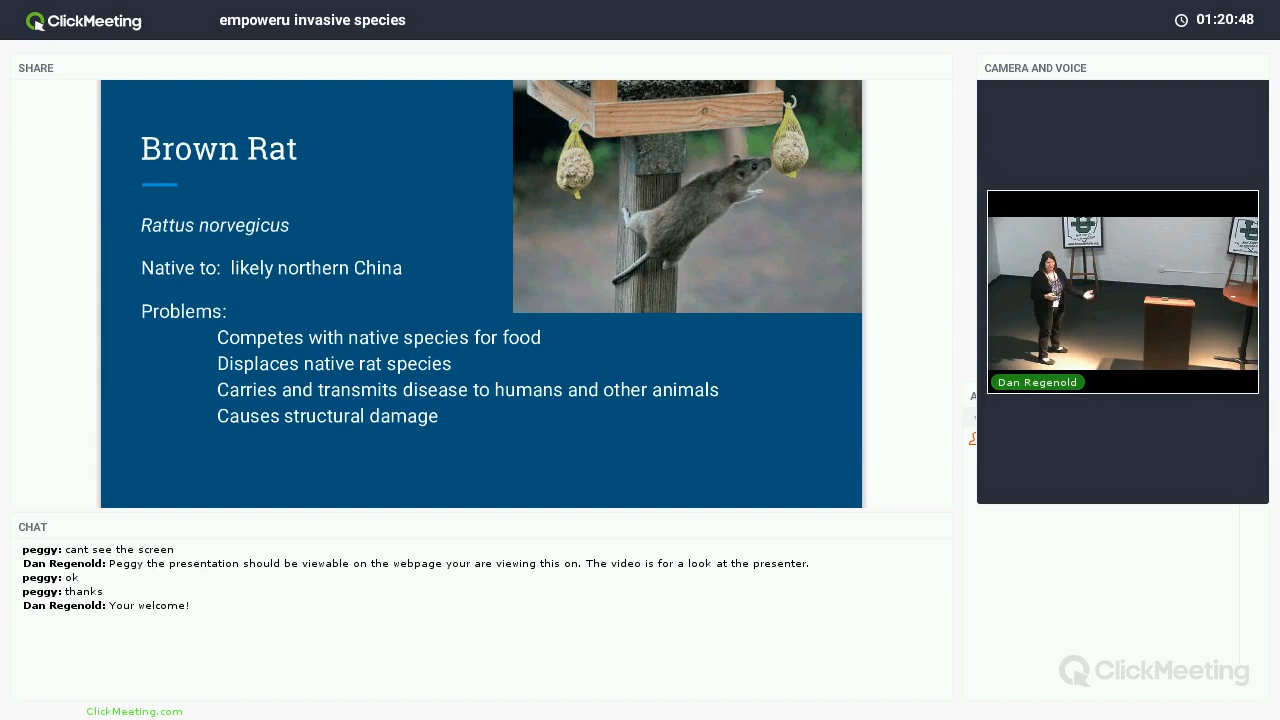 ClickMeeting
empoweru invasive species
01:20:48
SHARE
Brown Rat
Rattus norvegicus
Native to: likely northern China
Problems:
Competes with native species for food
Displaces native rat species
Carries and transmits disease to humans and other animals
Causes structural damage
CAMERA AND VOICE
Dan Regenold
A
CHAT
peggy: cant see the screen
Dan Regenold: Peggy the presentation should be viewable on the webpage your are viewing this on. The video is for a look at the presenter.
peggy: ok
peggy: thanks
Dan Regenold: Your welcome!
ClickMeeting
ClickMeeting.com